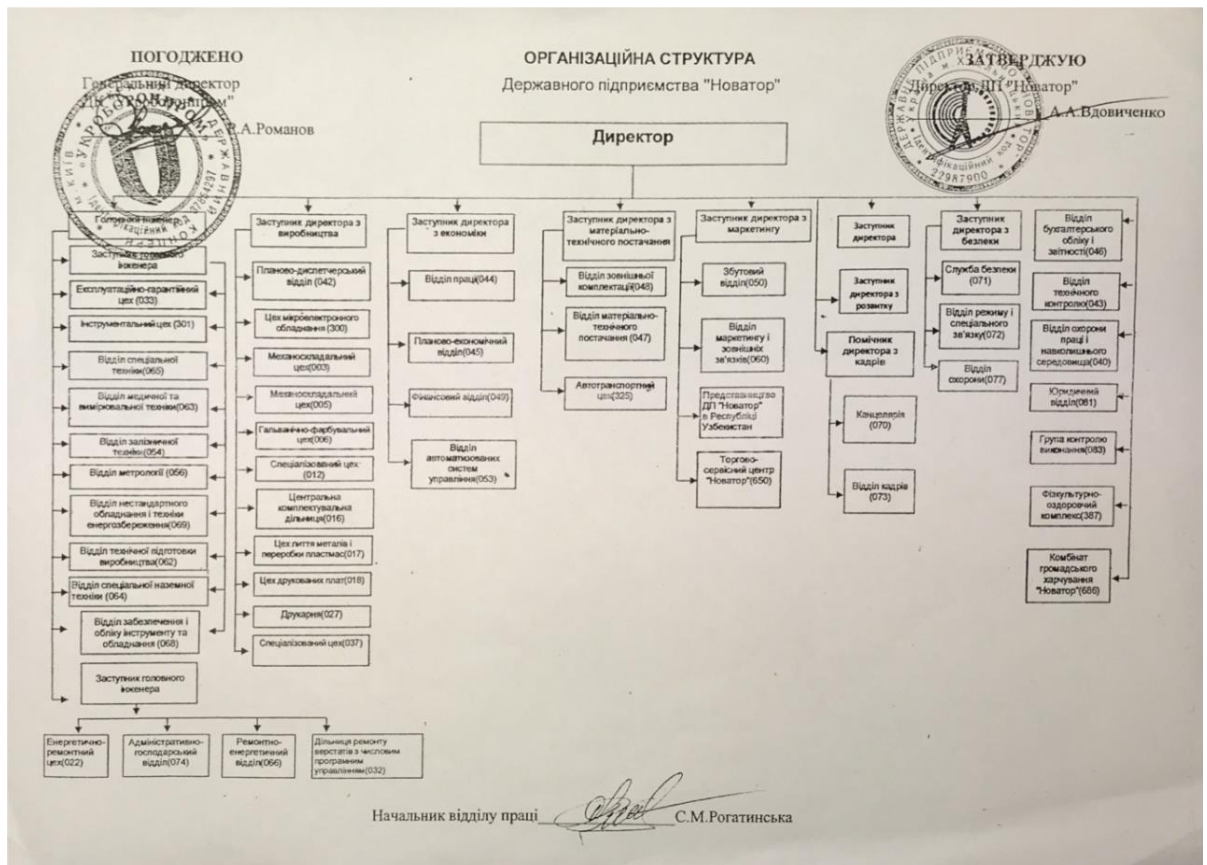 ПОГОДЖЕНО
Генеральний директор
ДК "УКРОБОРОНПРОМ"
Р.А.Романов
ОРГАНІЗАЦІЙНА СТРУКТУРА
Державного підприємства "Новатор"
ЗАТВЕРДЖУЮ
Директор ДП "Новатор"
А.А.Вдовиченко
Директор
Головний інженер
Заступник головного
інженера
Експлуатаційно-гарантійний
цех (033)
Інструментальний цех (301)
Відділ спеціальної
техніки(065)
Відділ медичної та
вимірювальної техніки(063)
Відділ залізничної
техніки(054)
Відділ метрології (056)
Відділ нестандартного
обладнання і техніки
енергозбереження(069)
Відділ технічної підготовки
виробництва(062)
Відділ спеціальної наземної
техніки (064)
Відділ забезпечення і
обліку інструменту та
обладнання (068)
Заступник головного
інженера
Енергетично-
ремонтний
цех(022)
Адміністративно-
господарський
відділ(074)
Ремонтно-
енергетичний
відділ(066)
Дільниця ремонту
верстатів з числовим
програмним
управлінням(032)
Заступник директора з
виробництва
Планово-диспетчерський
відділ (042)
Цех мікроелектронного
обладнання (300)
Механоскладальний
цех(003)
Механоскладальний
цех(005)
Гальванічно-фарбувальний
цех(006)
Спеціалізований цех
(012)
Центральна
комплектувальна
дільниця(016)
Цех лиття металів і
переробки пластмас(017)
Цех друкованих плат(018)
Друкарня(027)
Спеціалізований цех(037)
Заступник директора
з економіки
Відділ праці(044)
Планово-економічний
відділ(045)
Фінансовий відділ(049)
Відділ
автоматизованих
систем
управління(053)
Заступник директора з
матеріально-
технічного постачання
Відділ зовнішньої
комплектації(048)
Відділ матеріально-
технічного
постачання (047)
Автотранспортний
цех(325)
Заступник директора з
маркетингу
Збутовий
відділ(050)
Відділ
маркетингу і
зовнішніх
зв'язків(060)
Представництво
ДП "Новатор"
в Республіці
Узбекистан
Торгово-
сервісний центр
"Новатор"(650)
Заступник
директора
Заступник
директора з
розвитку
Помічник
директора з
кадрів
Канцелярія
(070)
Відділ кадрів
(073)
Заступник
директора з
безпеки
Служба безпеки
(071)
Відділ режиму і
спеціального
зв'язку(072)
Відділ
охорони(077)
Відділ
бухгалтерського
обліку і
звітності(046)
Відділ
технічного
контролю(043)
Відділ охорони
праці і
навколишнього
середовища(040)
Юридичний
відділ(081)
Група контролю
виконання(083)
Фізкультурно-
оздоровчий
комплекс(387)
Комбінат
громадського
харчування
"Новатор"(686)
Начальник відділу праці
С.М.Рогатинська